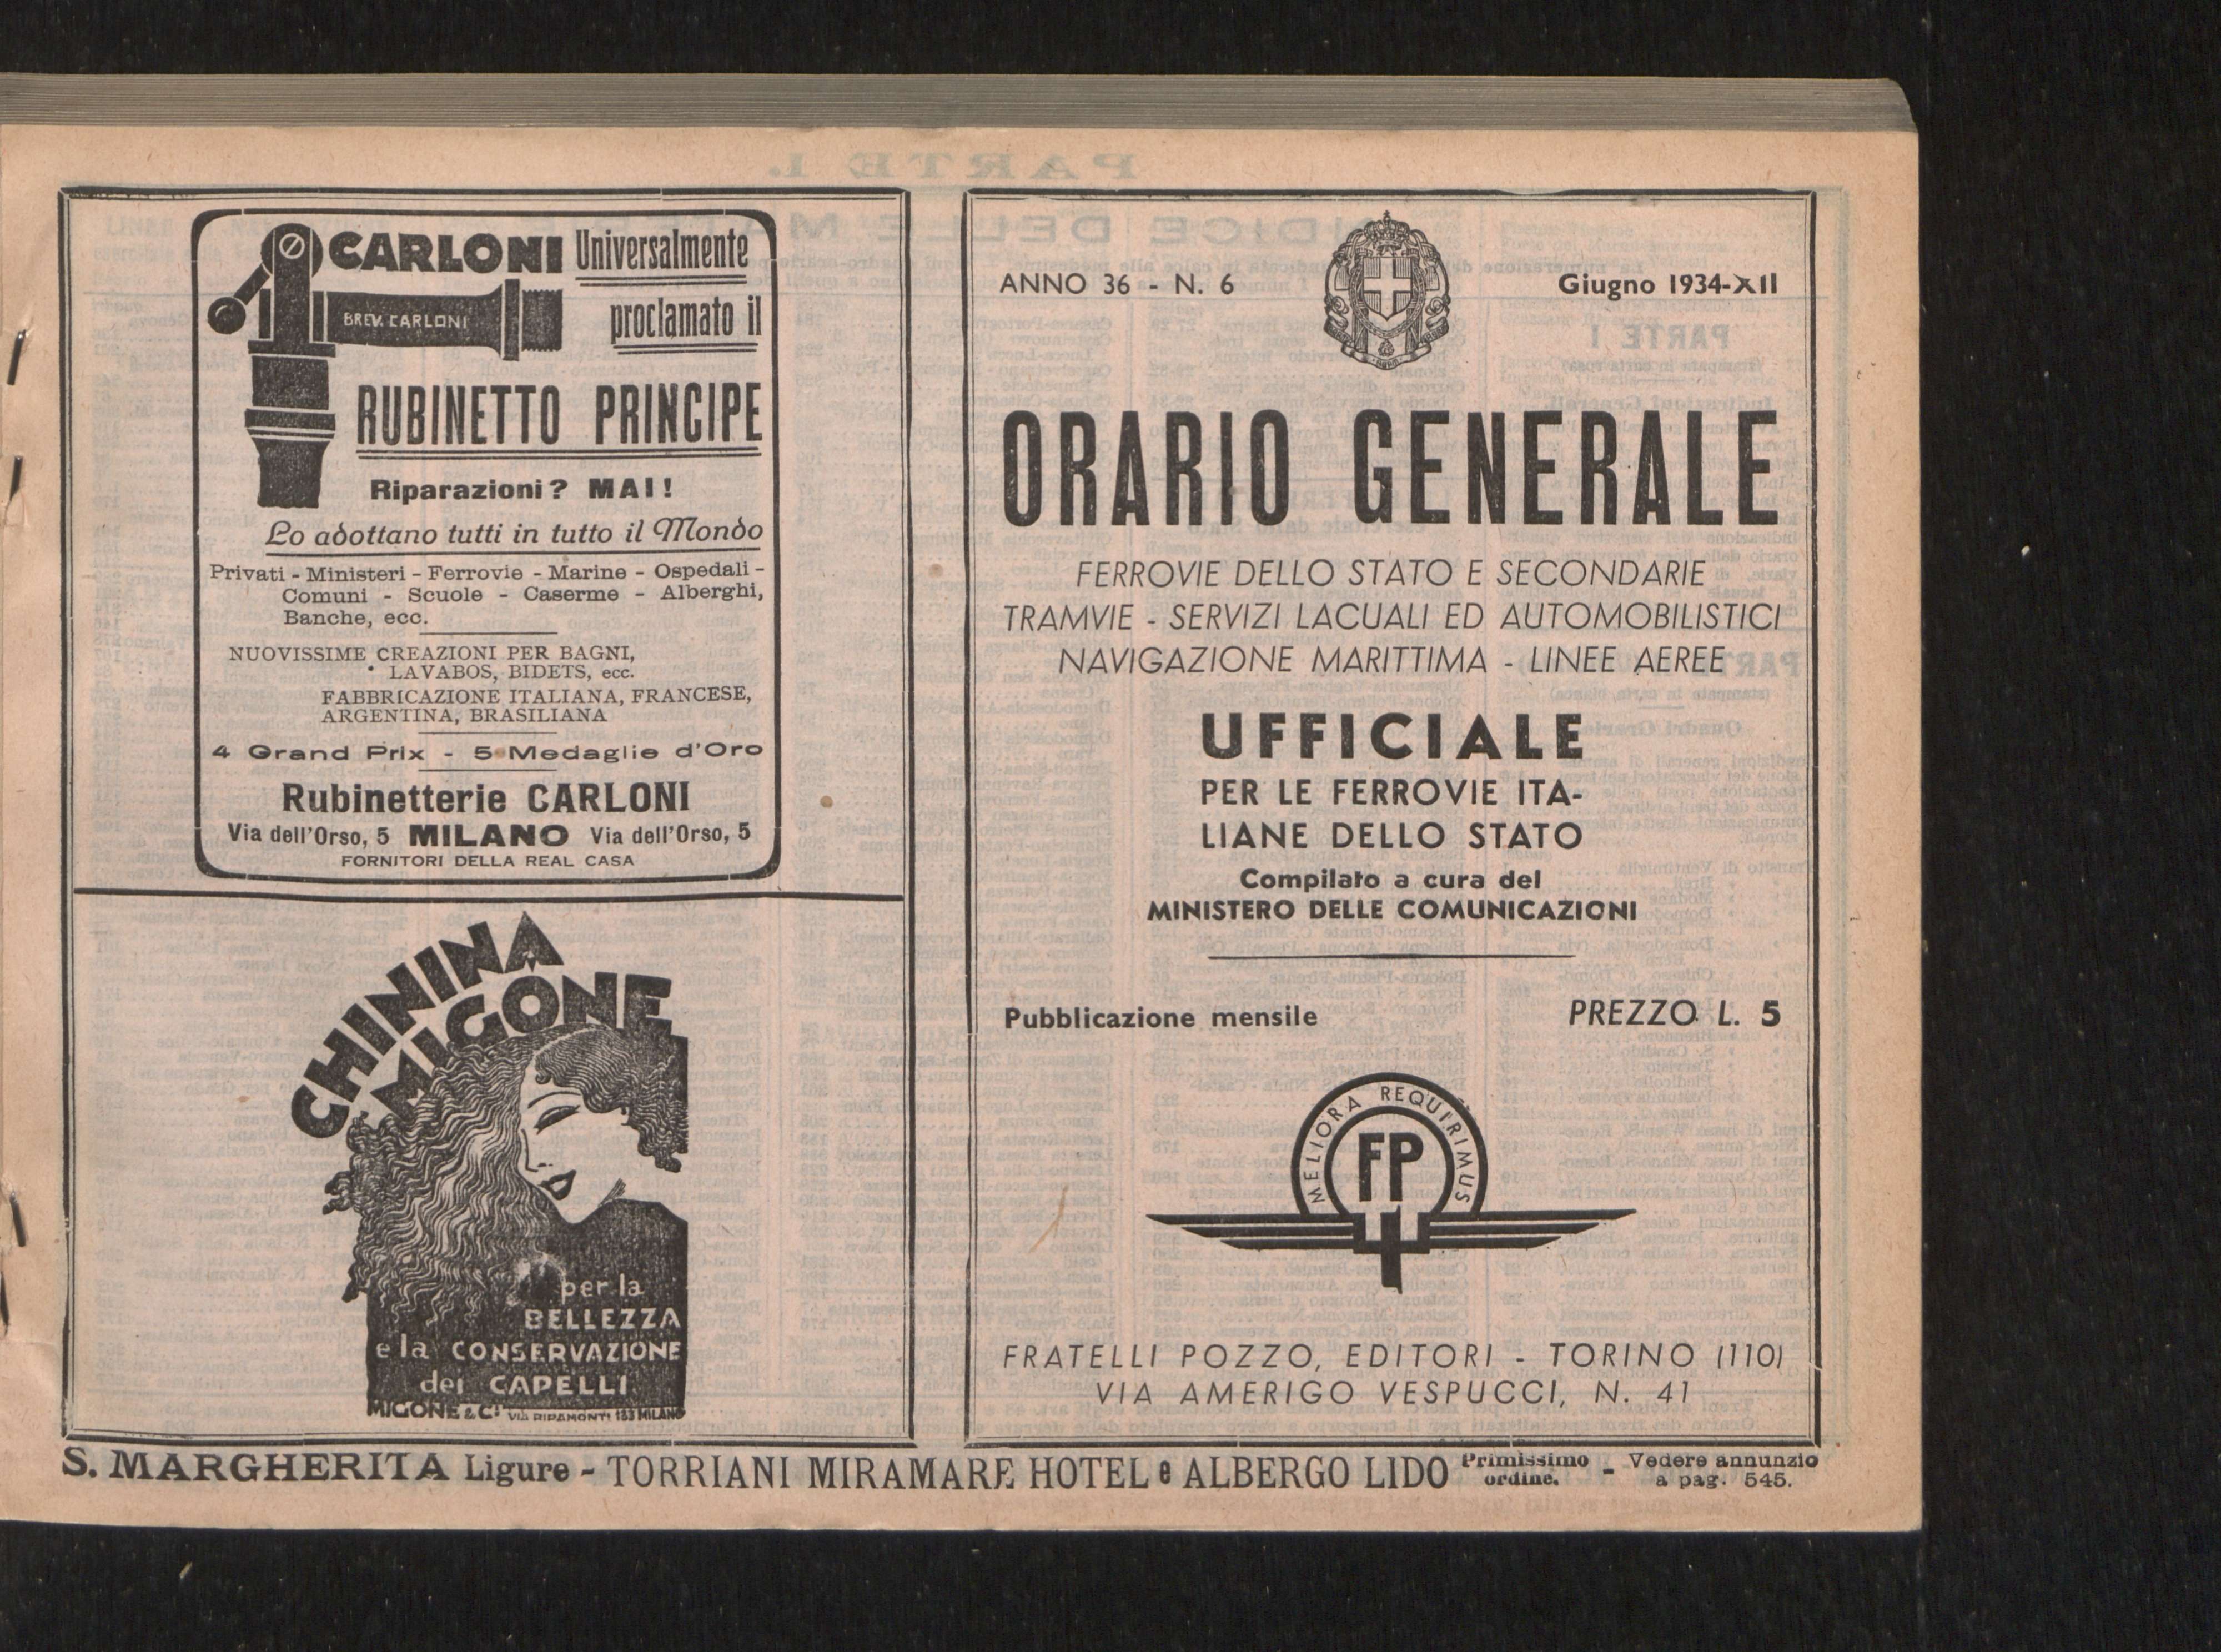 CARLONI Universalmente
proclamato il
BREV. CARLONI
RUBINETTO PRINCIPE
Riparazioni? MAI!
Lo adottano tutti in tutto il Mondo
Privati - Ministeri - Ferrovie - Marine - Ospedali -
Comuni - Scuole - Caserme - Alberghi,
Banche, ecc.
NUOVISSIME CREAZIONI PER BAGNI,
LAVABOS, BIDETS, ecc.
FABBRICAZIONE ITALIANA, FRANCESE,
ARGENTINA, BRASILIANA
4 Grand Prix - 5 Medaglie d'Oro
Rubinetterie CARLONI
Via dell'Orso, 5 MILANO Via dell'Orso, 5
FORNITORI DELLA REAL CASA
CHININA
MIGONE
per la
BELLEZZA
e la CONSERVAZIONE
dei CAPELLI
MIGONE & C! VIA RIPAMONTI 133 MILANO
ANNO 36 - N. 6
Giugno 1934-XII
ORARIO GENERALE
FERROVIE DELLO STATO E SECONDARIE
TRAMVIE - SERVIZI LACUALI ED AUTOMOBILISTICI
NAVIGAZIONE MARITTIMA - LINEE AEREE
UFFICIALE
PER LE FERROVIE ITA-
LIANE DELLO STATO
Compilato a cura del
MINISTERO DELLE COMUNICAZIONI
Pubblicazione mensile PREZZO L. 5
MELIORA REQUIRIMUS
FP
FRATELLI POZZO, EDITORI - TORINO (110)
VIA AMERIGO VESPUCCI, N. 41
S. MARGHERITA Ligure - TORRIANI MIRAMARE HOTEL e ALBERGO LIDO Primissimo ordine. - Vedere annunzio a pag. 545.